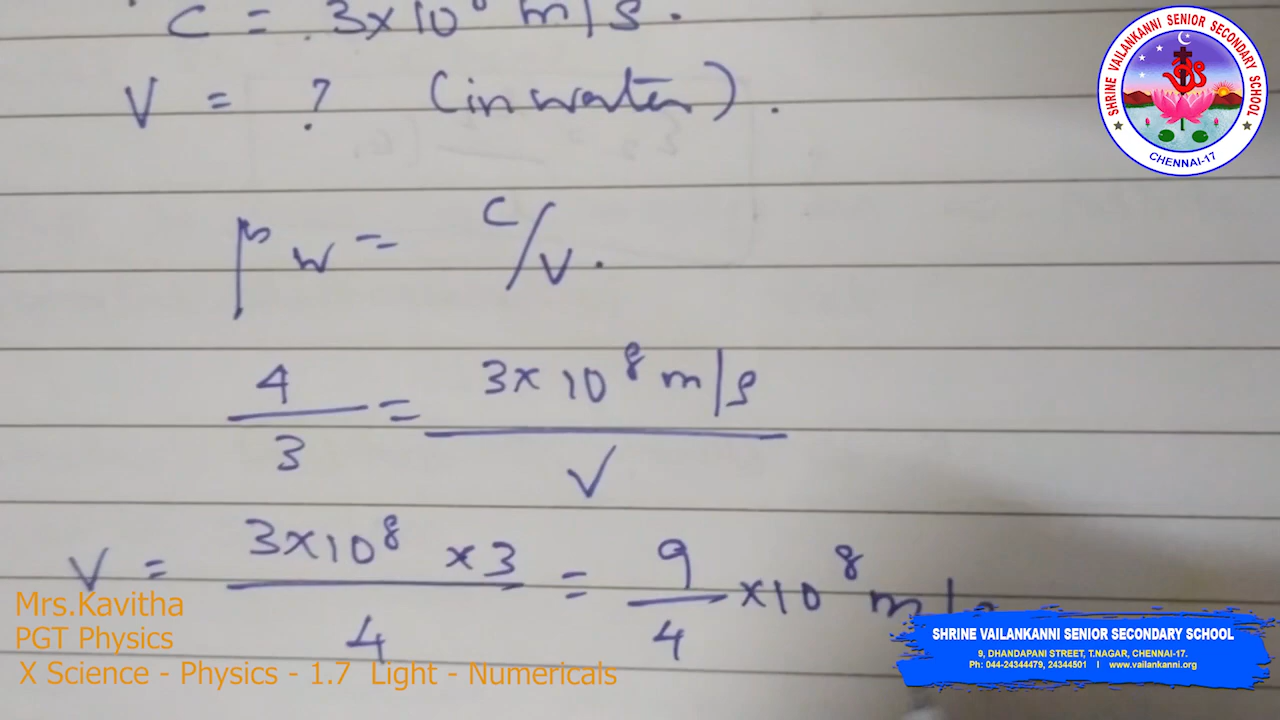 C = 3×10⁸ m/s.
V = ? (in water).
μw = C/V.
4/3 = 3×10⁸ m/s / V
V = 3×10⁸ ×3 / 4 = 9/4 ×10⁸ m/s
Mrs.Kavitha
PGT Physics
X Science - Physics - 1.7 Light - Numericals
SHRINE VAILANKANNI SENIOR SECONDARY SCHOOL
CHENNAI-17
SHRINE VAILANKANNI SENIOR SECONDARY SCHOOL
9, DHANDAPANI STREET, T.NAGAR, CHENNAI-17.
Ph: 044-24344479, 24344501 I www.vailankanni.org